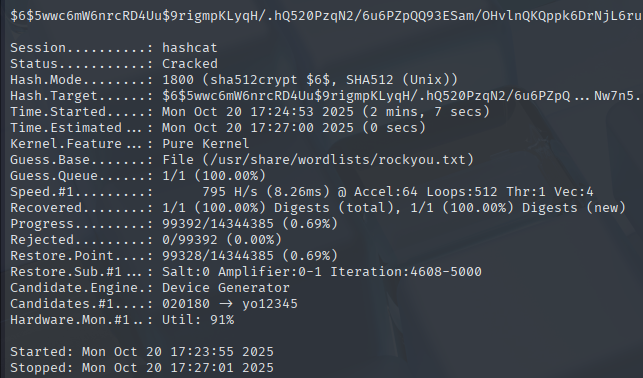 $6$5wwc6mW6nrcRD4Uu$9rigmpKLyqH/.hQ520PzqN2/6u6PZpQQ93ESam/OHvlnQKQppk6DrNjL6ru
Session..........: hashcat
Status...........: Cracked
Hash.Mode........: 1800 (sha512crypt $6$, SHA512 (Unix))
Hash.Target......: $6$5wwc6mW6nrcRD4Uu$9rigmpKLyqH/.hQ520PzqN2/6u6PZpQ...Nw7n5.
Time.Started.....: Mon Oct 20 17:24:53 2025 (2 mins, 7 secs)
Time.Estimated...: Mon Oct 20 17:27:00 2025 (0 secs)
Kernel.Feature...: Pure Kernel
Guess.Base.......: File (/usr/share/wordlists/rockyou.txt)
Guess.Queue......: 1/1 (100.00%)
Speed.#1.........:      795 H/s (8.26ms) @ Accel:64 Loops:512 Thr:1 Vec:4
Recovered........: 1/1 (100.00%) Digests (total), 1/1 (100.00%) Digests (new)
Progress.........: 99392/14344385 (0.69%)
Rejected.........: 0/99392 (0.00%)
Restore.Point....: 99328/14344385 (0.69%)
Restore.Sub.#1...: Salt:0 Amplifier:0-1 Iteration:4608-5000
Candidate.Engine.: Device Generator
Candidates.#1....: 020180 -> yo12345
Hardware.Mon.#1..: Util: 91%
Started: Mon Oct 20 17:23:55 2025
Stopped: Mon Oct 20 17:27:01 2025